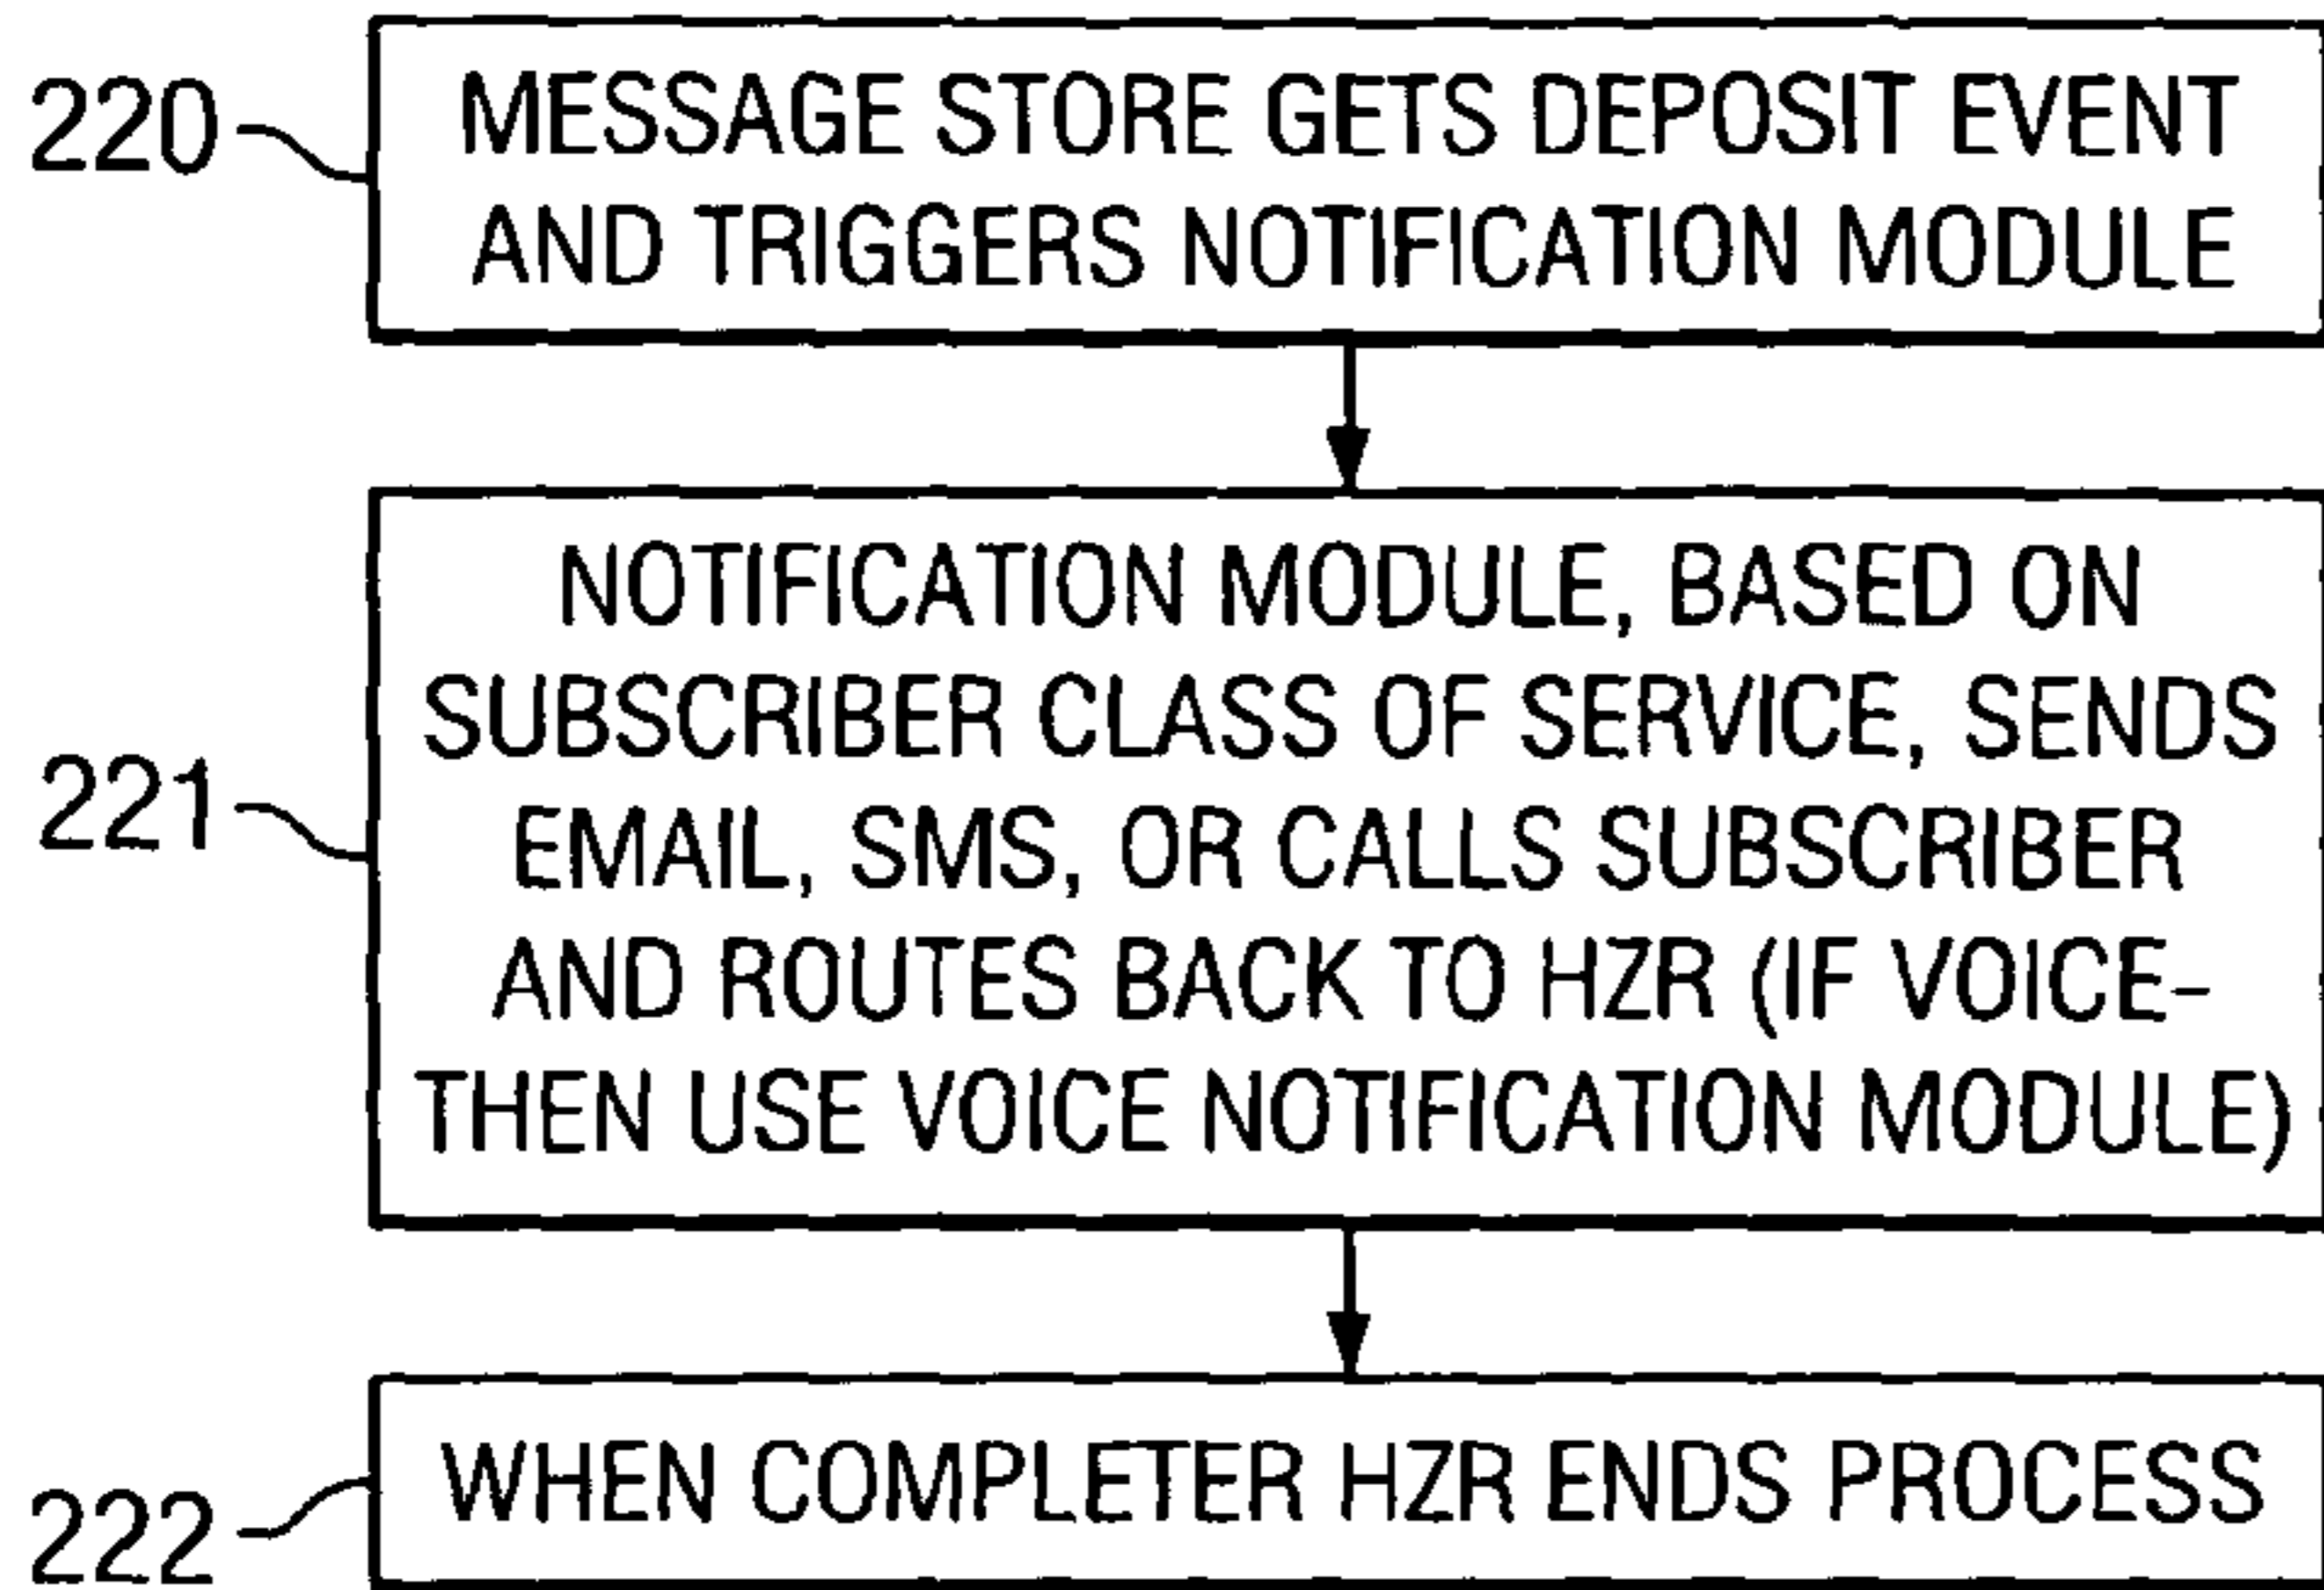 220
MESSAGE STORE GETS DEPOSIT EVENT
AND TRIGGERS NOTIFICATION MODULE
NOTIFICATION MODULE, BASED ON
SUBSCRIBER CLASS OF SERVICE, SENDS
221
EMAIL, SMS, OR CALLS SUBSCRIBER
AND ROUTES BACK TO HZR (IF VOICE-
THEN USE VOICE NOTIFICATION MODULE)
WHEN COMPLETER HZR ENDS PROCESS
222